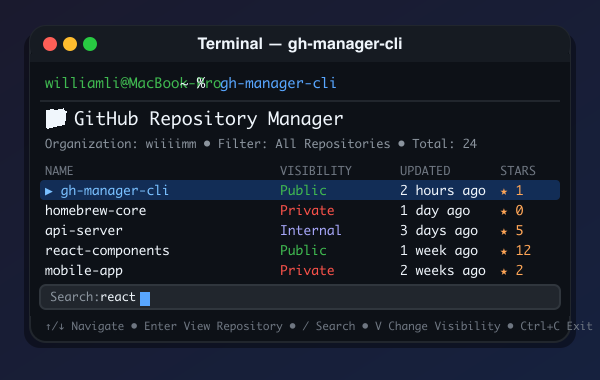 Terminal — gh-manager-cli
williamli@MacBook-Pro ~ % gh-manager-cli
GitHub Repository Manager
Organization: wiiiimm • Filter: All Repositories • Total: 24
NAME VISIBILITY UPDATED STARS
▶ gh-manager-cli Public 2 hours ago ★ 1
homebrew-core Private 1 day ago ★ 0
api-server Internal 3 days ago ★ 5
react-components Public 1 week ago ★ 12
mobile-app Private 2 weeks ago ★ 2
Search:react
↑/↓ Navigate • Enter View Repository • / Search • V Change Visibility • Ctrl+C Exit